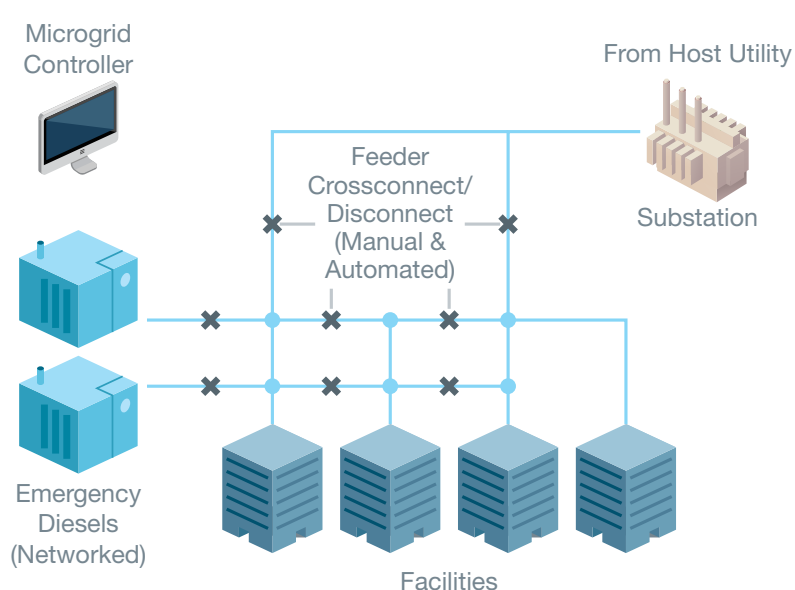 Microgrid
Controller
From Host Utility
Feeder
Crossconnect/
Disconnect
(Manual &
Automated)
Substation
Emergency
Diesels
(Networked)
Facilities